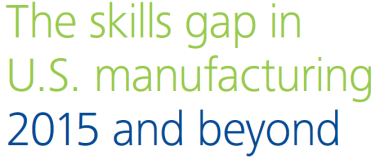 The skills gap in
U.S. manufacturing
2015 and beyond